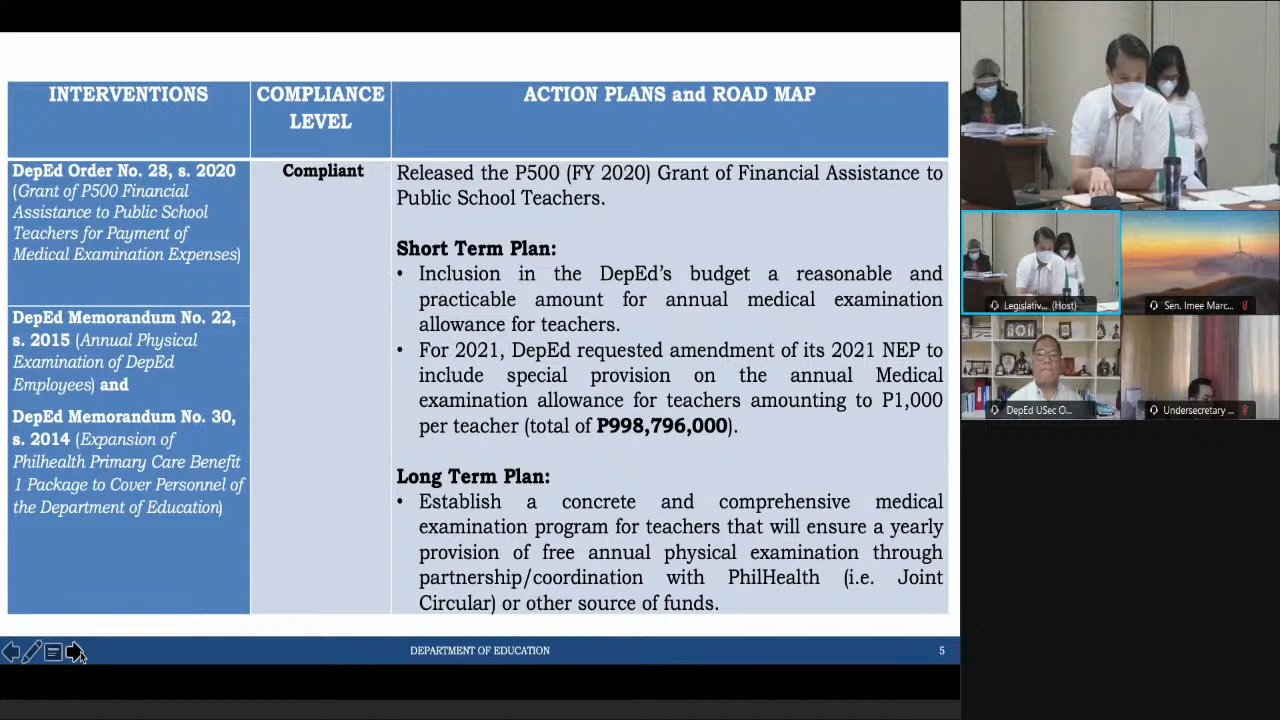 INTERVENTIONS
COMPLIANCE
LEVEL
ACTION PLANS and ROAD MAP
DepEd Order No. 28, s. 2020
(Grant of P500 Financial
Assistance to Public School
Teachers for Payment of
Medical Examination Expenses)
DepEd Memorandum No. 22,
s. 2015 (Annual Physical
Examination of DepEd
Employees) and
DepEd Memorandum No. 30,
s. 2014 (Expansion of
Philhealth Primary Care Benefit
1 Package to Cover Personnel of
the Department of Education)
Compliant
Released the P500 (FY 2020) Grant of Financial Assistance to
Public School Teachers.
Short Term Plan:
• Inclusion in the DepEd's budget a reasonable and
practicable amount for annual medical examination
allowance for teachers.
• For 2021, DepEd requested amendment of its 2021 NEP to
include special provision on the annual Medical
examination allowance for teachers amounting to P1,000
per teacher (total of P998,796,000).
Long Term Plan:
• Establish a concrete and comprehensive medical
examination program for teachers that will ensure a yearly
provision of free annual physical examination through
partnership/coordination with PhilHealth (i.e. Joint
Circular) or other source of funds.
DEPARTMENT OF EDUCATION
5
Legislativ... (Host)
Sen. Imee Marc...
DepEd USec O...
Undersecretary ...